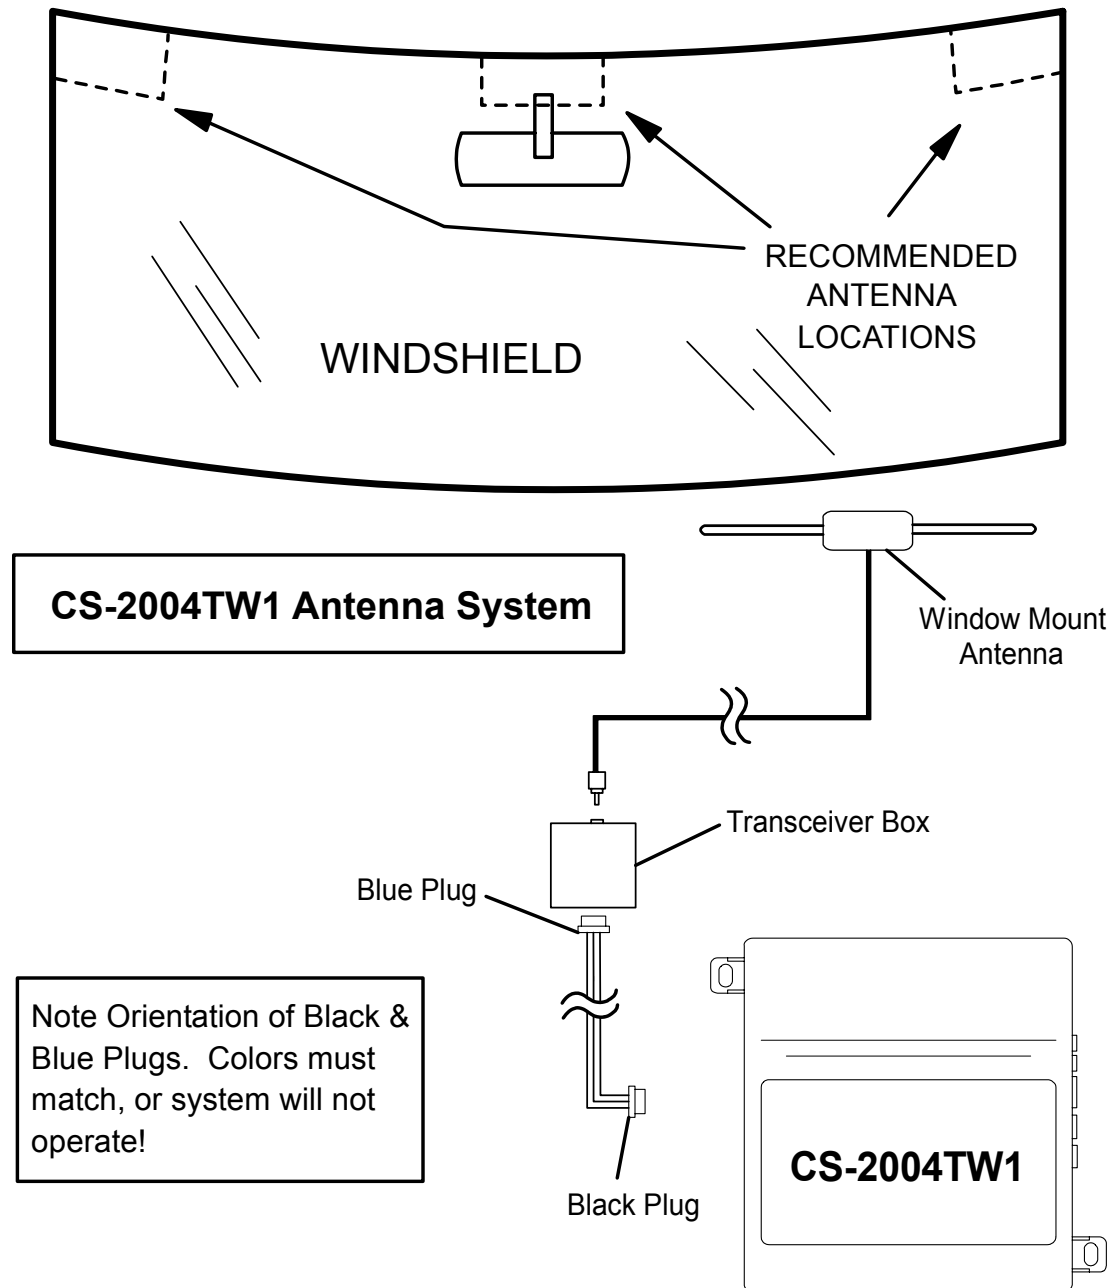 RECOMMENDED
ANTENNA
LOCATIONS
WINDSHIELD
CS-2004TW1 Antenna System
Window Mount
Antenna
Transceiver Box
Blue Plug
Note Orientation of Black &
Blue Plugs.  Colors must
match, or system will not
operate!
CS-2004TW1
Black Plug